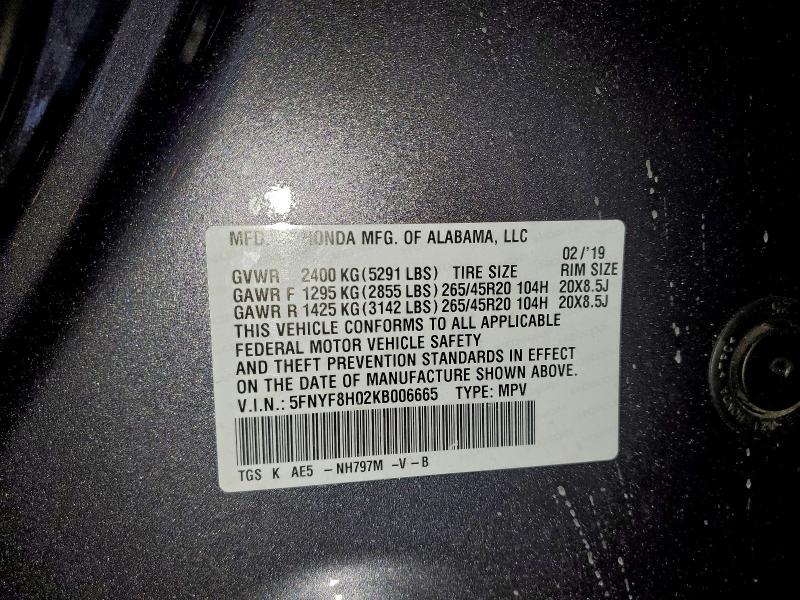 MFD. HONDA MFG. OF ALABAMA, LLC
02/'19
GVWR 2400 KG (5291 LBS) TIRE SIZE RIM SIZE
GAWR F 1295 KG (2855 LBS) 265/45R20 104H 20X8.5J
GAWR R 1425 KG (3142 LBS) 265/45R20 104H 20X8.5J
THIS VEHICLE CONFORMS TO ALL APPLICABLE
FEDERAL MOTOR VEHICLE SAFETY
AND THEFT PREVENTION STANDARDS IN EFFECT
ON THE DATE OF MANUFACTURE SHOWN ABOVE.
V.I.N.: 5FNYF8H02KB006665 TYPE: MPV
TGS K AE5 -NH797M -V-B